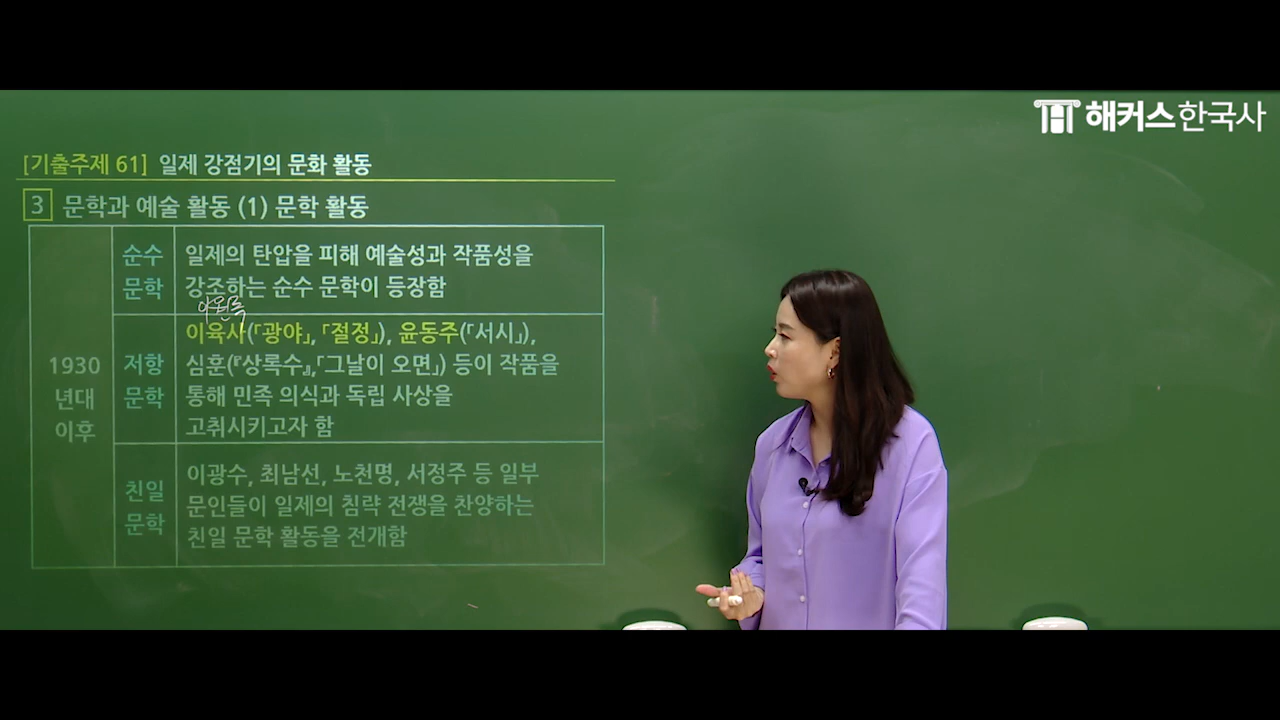 해커스한국사
[기출주제 61] 일제 강점기의 문화 활동
3 문학과 예술 활동 (1) 문학 활동
1930
년대
이후
순수
문학
일제의 탄압을 피해 예술성과 작품성을
강조하는 순수 문학이 등장함
저항
문학
이육사(「광야」, 「절정」), 윤동주(「서시」),
심훈(『상록수』,「그날이 오면」) 등이 작품을
통해 민족 의식과 독립 사상을
고취시키고자 함
친일
문학
이광수, 최남선, 노천명, 서정주 등 일부
문인들이 일제의 침략 전쟁을 찬양하는
친일 문학 활동을 전개함